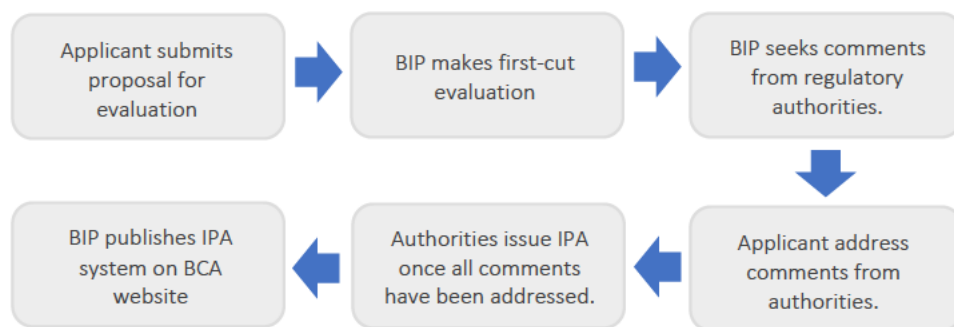 Applicant submits
proposal for
evaluation
BIP makes first-cut
evaluation
BIP seeks comments
from regulatory
authorities.
Applicant address
comments from
authorities.
Authorities issue IPA
once all comments
have been addressed.
BIP publishes IPA
system on BCA
website